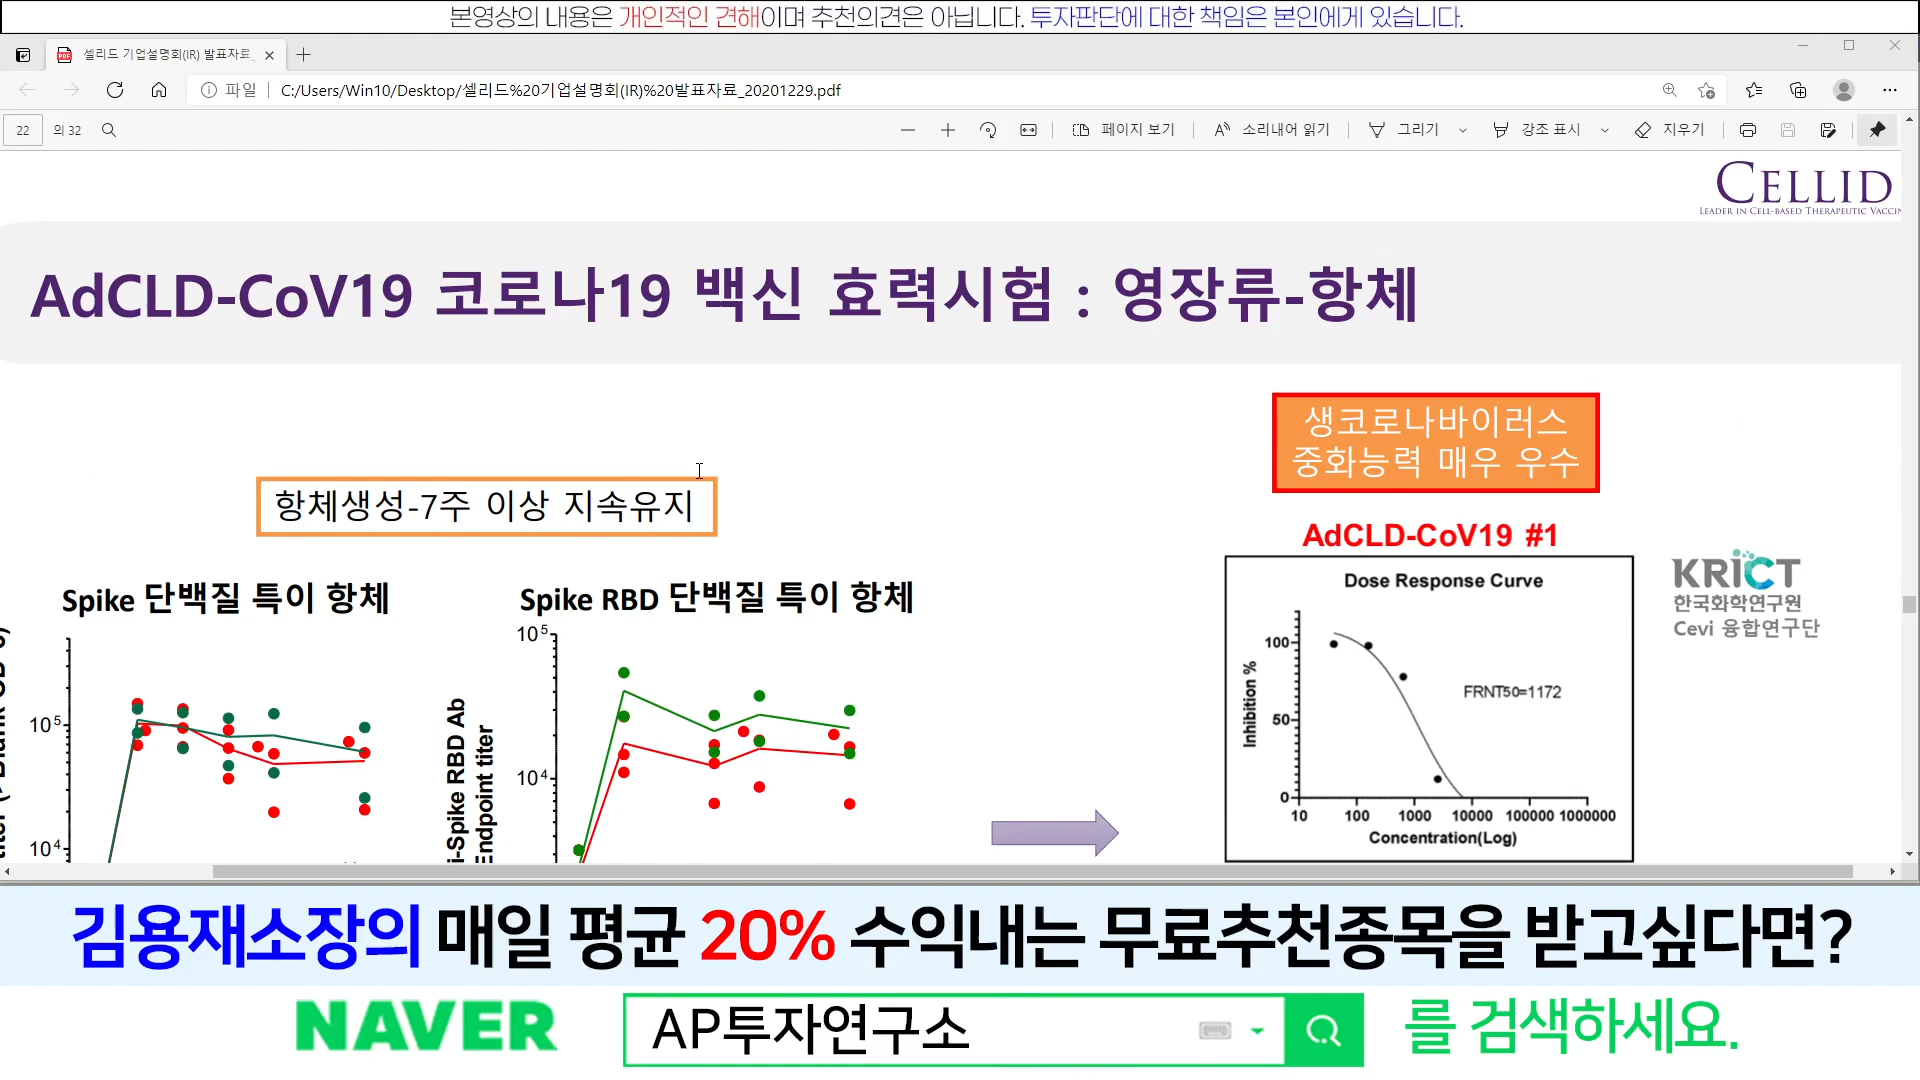 본영상의 내용은 개인적인 견해이며 추천의견은 아닙니다. 투자판단에 대한 책임은 본인에게 있습니다.
셀리드 기업설명회(IR) 발표자료_
파일 C:/Users/Win10/Desktop/셀리드%20기업설명회(IR)%20발표자료_20201229.pdf
22 의 32 페이지 보기 소리내어 읽기 그리기 강조 표시 지우기
CELLID
LEADER IN CELL-BASED THERAPEUTIC VACCIN
AdCLD-CoV19 코로나19 백신 효력시험 : 영장류-항체
생코로나바이러스
중화능력 매우 우수
항체생성-7주 이상 지속유지
AdCLD-CoV19 #1
Spike 단백질 특이 항체
Spike RBD 단백질 특이 항체
10⁵
10⁴
i-Spike RBD Ab
Endpoint titer
10⁵
10⁴
Dose Response Curve
Inhibition %
100
50
0
FRNT50=1172
10 100 1000 10000 100000 1000000
Concentration(Log)
KRICT
한국화학연구원
Cevi 융합연구단
김용재소장의 매일 평균 20% 수익내는 무료추천종목을 받고싶다면?
NAVER AP투자연구소 를 검색하세요.